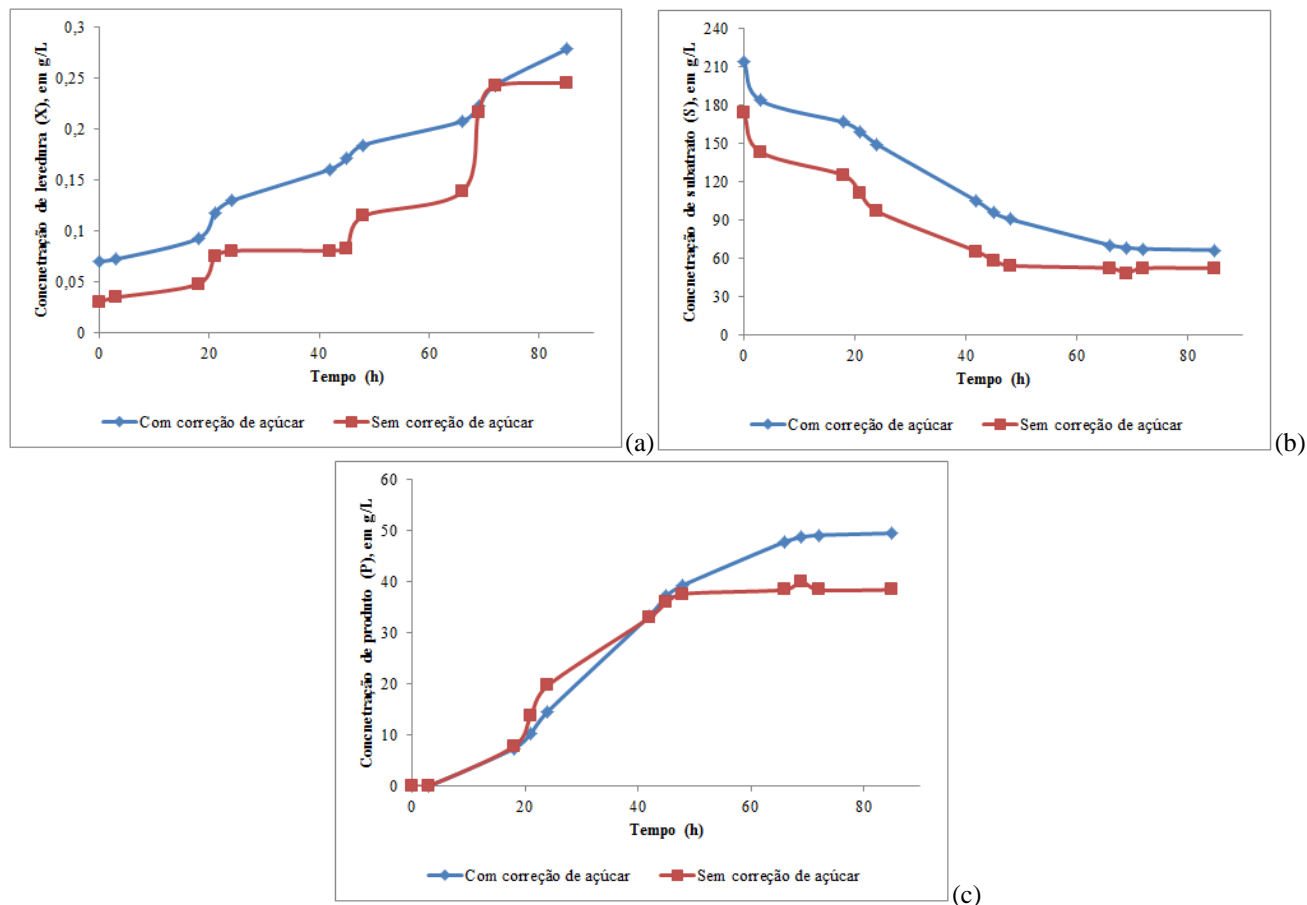 Concnetração de levedura (X), em g/L
0,3
0,25
0,2
0,15
0,1
0,05
0
0 20 40 60 80
Tempo (h)
Com correção de açúcar Sem correção de açúcar
(a)
Concnetração de subatrato (S), em g/L
240
210
180
150
120
90
60
30
0
0 20 40 60 80
Tempo (h)
Com correção de açúcar Sem correção de açúcar
(b)
Concnetração de produto (P), em g/L
60
50
40
30
20
10
0
0 20 40 60 80
Tempo (h)
Com correção de açúcar Sem correção de açúcar
(c)